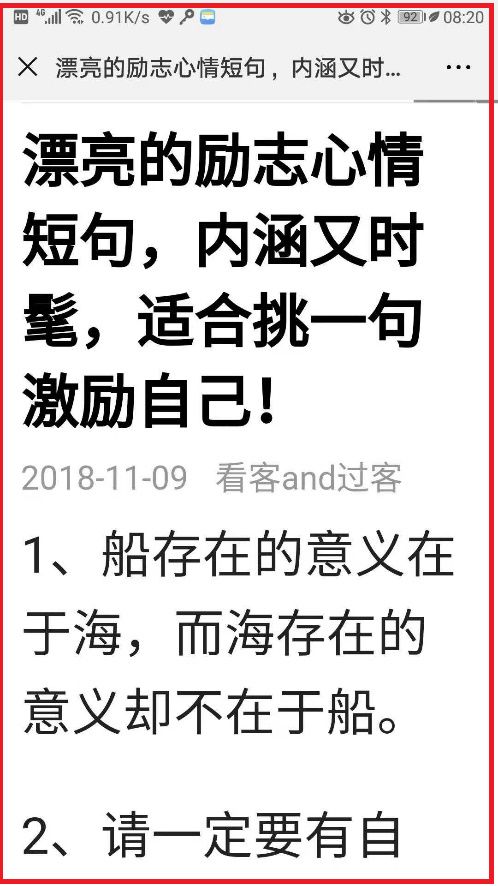 HD 4G 0.91K/s 92 08:20
漂亮的励志心情短句，内涵又时...
漂亮的励志心情
短句，内涵又时
髦，适合挑一句
激励自己！
2018-11-09 看客and过客
1、船存在的意义在
于海，而海存在的
意义却不在于船。
2、请一定要有自